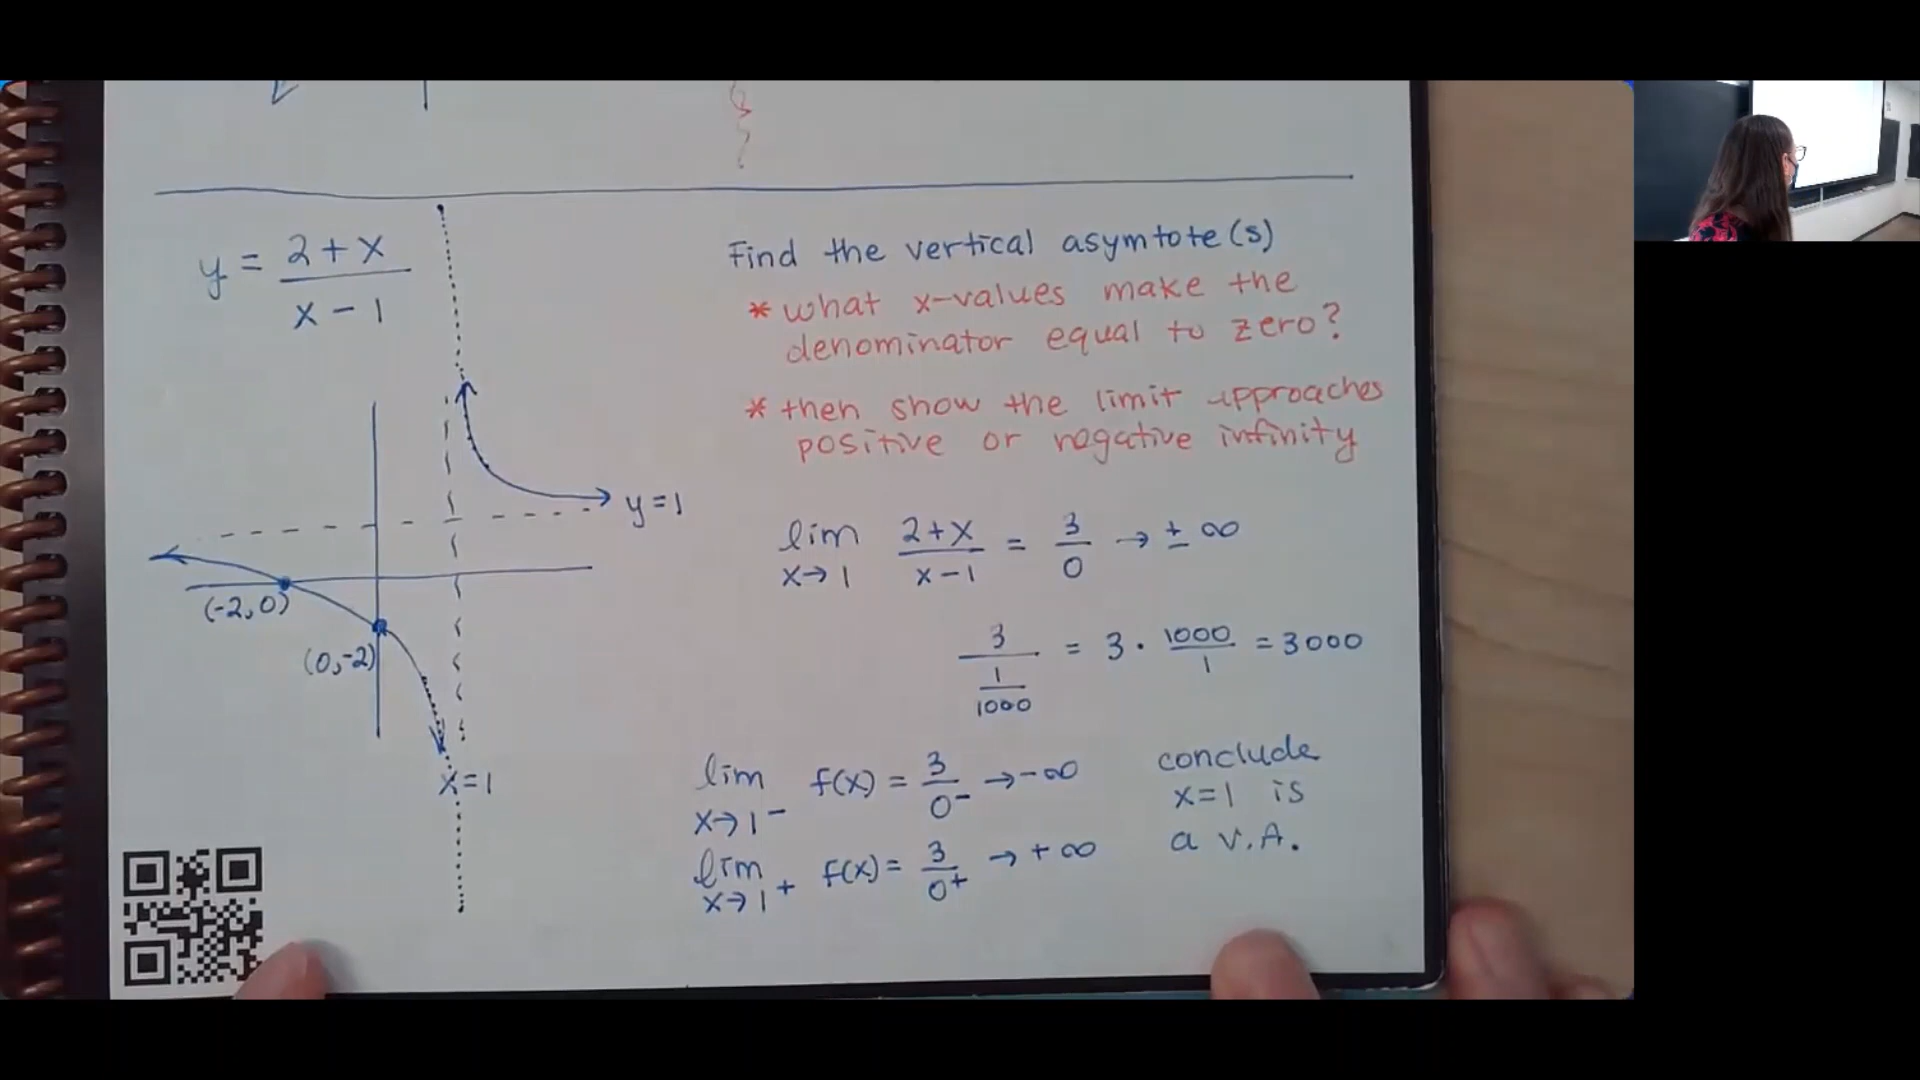 y = (2 + x)/(x - 1)
Find the vertical asymtote(s)
* what x-values make the
denominator equal to zero?
* then show the limit approaches
positive or negative infinity
y = 1
lim x→1 (2+x)/(x-1) = 3/0 → ± ∞
(-2,0)
(0,-2)
3/(1/1000) = 3 · 1000/1 = 3000
x=1
lim x→1⁻ f(x) = 3/0⁻ → -∞
lim x→1⁺ f(x) = 3/0⁺ → +∞
conclude
x=1 is
a V.A.